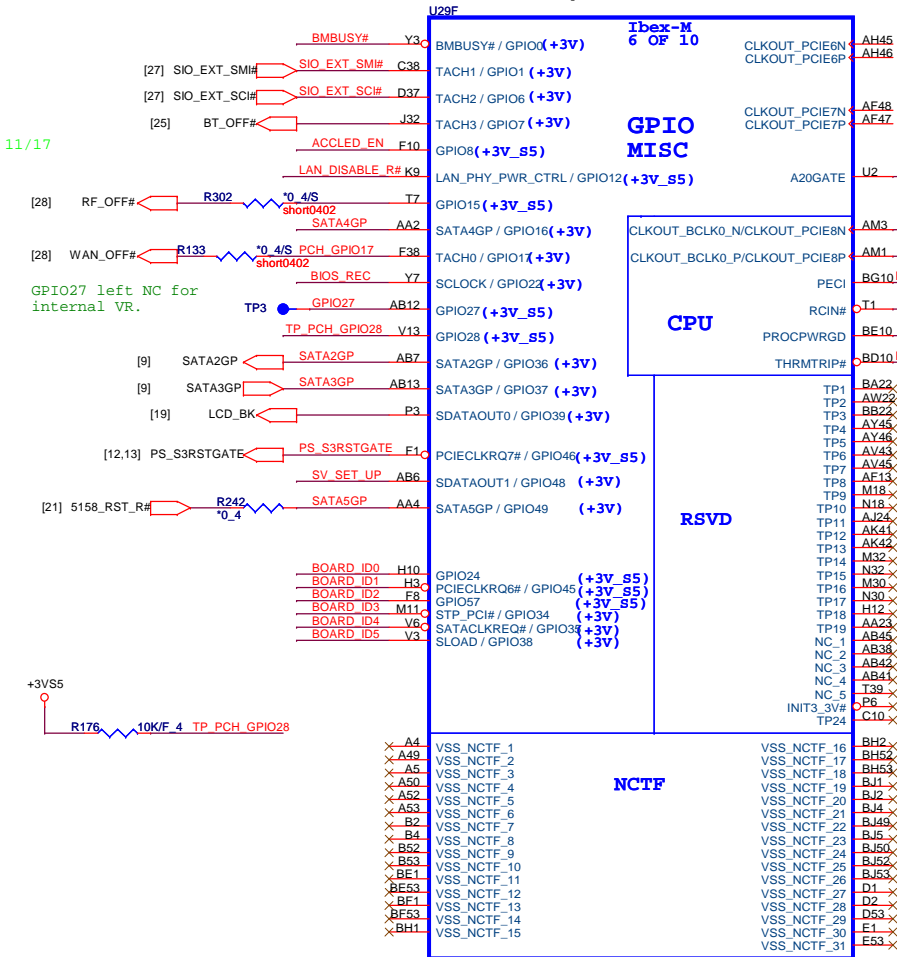 U29F
Ibex-M
6 OF 10
BMBUSY# Y3 BMBUSY# / GPIO0 (+3V) CLKOUT_PCIE6N AH45
CLKOUT_PCIE6P AH46
[27] SIO_EXT_SMI# SIO_EXT_SMI# C38 TACH1 / GPIO1 (+3V)
[27] SIO_EXT_SCI# SIO_EXT_SCI# D37 TACH2 / GPIO6 (+3V)
CLKOUT_PCIE7N AF48
[25] BT_OFF# J32 TACH3 / GPIO7 (+3V) CLKOUT_PCIE7P AF47
GPIO
MISC
11/17
ACCLED_EN F10 GPIO8 (+3V_S5)
LAN_DISABLE_R# K9 LAN_PHY_PWR_CTRL / GPIO12 (+3V_S5) A20GATE U2
[28] RF_OFF# R302 *0_4/S T7 GPIO15 (+3V_S5)
short0402
SATA4GP AA2 SATA4GP / GPIO16 (+3V) CLKOUT_BCLK0_N/CLKOUT_PCIE8N AM3
[28] WAN_OFF# R133 *0_4/S PCH_GPIO17 F38 TACH0 / GPIO17 (+3V) CLKOUT_BCLK0_P/CLKOUT_PCIE8P AM1
short0402
BIOS_REC Y7 SCLOCK / GPIO22 (+3V) PECI BG10
GPIO27 left NC for
internal VR.
TP3 GPIO27 AB12 GPIO27 (+3V_S5) RCIN# T1
CPU
TP_PCH_GPIO28 V13 GPIO28 (+3V_S5) PROCPWRGD BE10
[9] SATA2GP SATA2GP AB7 SATA2GP / GPIO36 (+3V) THRMTRIP# BD10
[9] SATA3GP SATA3GP AB13 SATA3GP / GPIO37 (+3V)
[19] LCD_BK P3 SDATAOUT0 / GPIO39 (+3V)
[12,13] PS_S3RSTGATE PS_S3RSTGATE F1 PCIECLKRQ7# / GPIO46 (+3V_S5)
SV_SET_UP AB6 SDATAOUT1 / GPIO48 (+3V)
[21] 5158_RST_R# R242 SATA5GP AA4 SATA5GP / GPIO49 (+3V)
*0_4
RSVD
TP1 BA22
TP2 AW22
TP3 BB22
TP4 AY45
TP5 AY46
TP6 AV43
TP7 AV45
TP8 AF13
TP9 M18
TP10 N18
TP11 AJ24
TP12 AK41
TP13 AK42
TP14 M32
TP15 N32
TP16 M30
TP17 N30
TP18 H12
TP19 AA23
NC_1 AB45
NC_2 AB38
NC_3 AB42
NC_4 AB41
NC_5 T39
INIT3_3V# P6
TP24 C10
BOARD_ID0 H10 GPIO24 (+3V_S5)
BOARD_ID1 H3 PCIECLKRQ6# / GPIO45 (+3V_S5)
BOARD_ID2 F8 GPIO57 (+3V_S5)
BOARD_ID3 M11 STP_PCI# / GPIO34 (+3V)
BOARD_ID4 V6 SATACLKREQ# / GPIO35 (+3V)
BOARD_ID5 V3 SLOAD / GPIO38 (+3V)
+3VS5
R176 10K/F_4 TP_PCH_GPIO28
NCTF
A4 VSS_NCTF_1 VSS_NCTF_16 BH2
A49 VSS_NCTF_2 VSS_NCTF_17 BH52
A5 VSS_NCTF_3 VSS_NCTF_18 BH53
A50 VSS_NCTF_4 VSS_NCTF_19 BJ1
A52 VSS_NCTF_5 VSS_NCTF_20 BJ2
A53 VSS_NCTF_6 VSS_NCTF_21 BJ4
B2 VSS_NCTF_7 VSS_NCTF_22 BJ49
B4 VSS_NCTF_8 VSS_NCTF_23 BJ5
B52 VSS_NCTF_9 VSS_NCTF_24 BJ50
B53 VSS_NCTF_10 VSS_NCTF_25 BJ52
BE1 VSS_NCTF_11 VSS_NCTF_26 BJ53
BE53 VSS_NCTF_12 VSS_NCTF_27 D1
BF1 VSS_NCTF_13 VSS_NCTF_28 D2
BF53 VSS_NCTF_14 VSS_NCTF_29 D53
BH1 VSS_NCTF_15 VSS_NCTF_30 E1
VSS_NCTF_31 E53